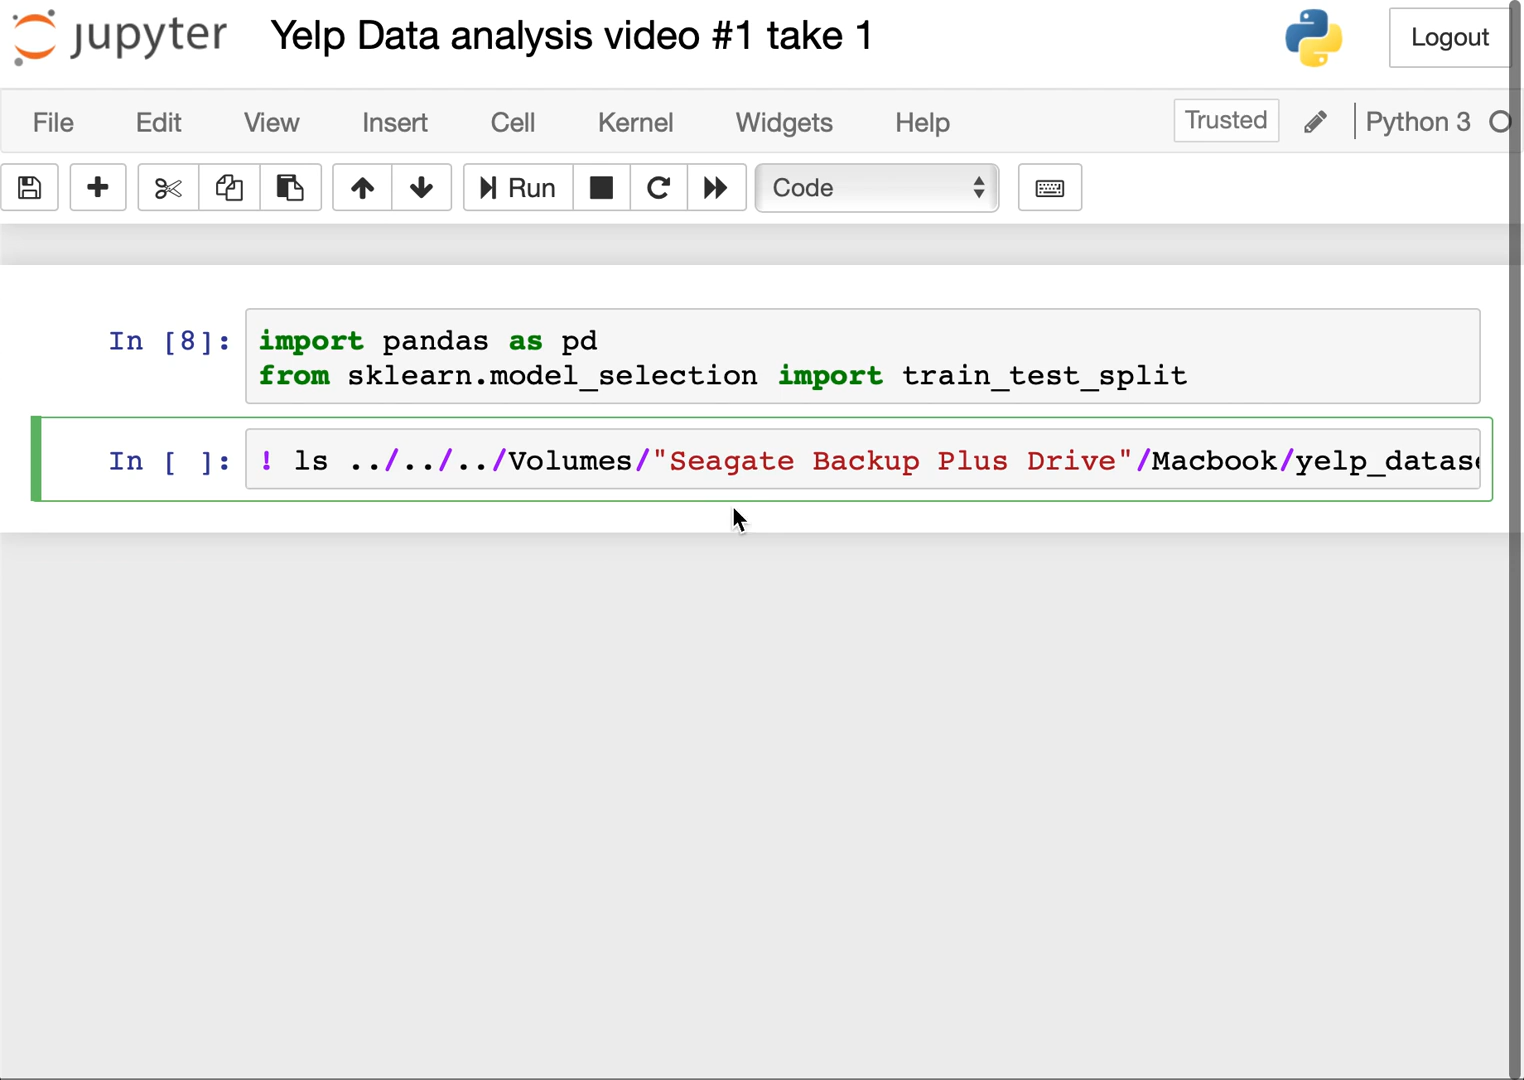 jupyter Yelp Data analysis video #1 take 1 Logout
File Edit View Insert Cell Kernel Widgets Help Trusted Python 3
Run Code
In [8]: import pandas as pd
from sklearn.model_selection import train_test_split
In [ ]: ! ls ../../../Volumes/"Seagate Backup Plus Drive"/Macbook/yelp_datas